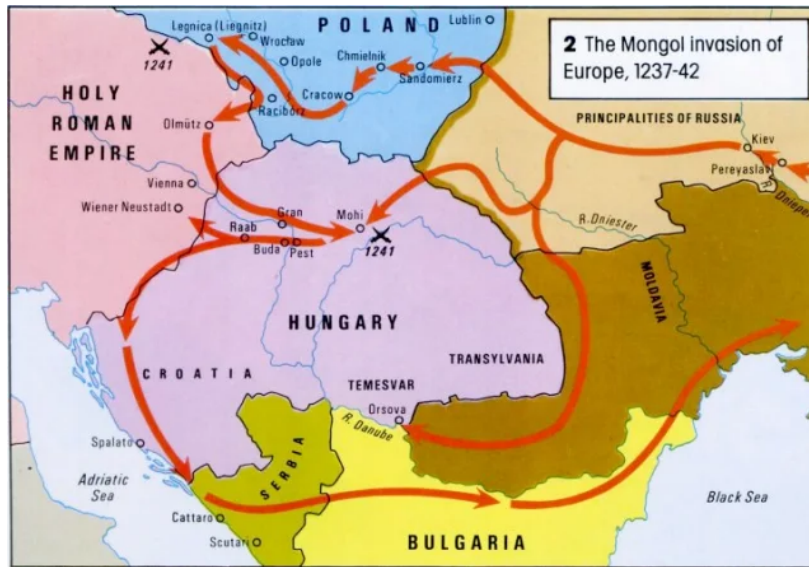 2 The Mongol invasion of
Europe, 1237-42
POLAND
Lublin
Legnica (Liegnitz)
Wrocław
Chmielnik
1241
Opole
Sandomierz
HOLY
ROMAN
EMPIRE
Cracow
Racibórz
PRINCIPALITIES OF RUSSIA
Olmütz
Kiev
Pereyaslav
R. Dnieper
Vienna
Wiener Neustadt
Gran
Mohi
R. Dniester
Raab
Buda
Pest
1241
MOLDAVIA
HUNGARY
TRANSYLVANIA
CROATIA
TEMESVAR
Orsova
R. Danube
Spalato
Adriatic
Sea
SERBIA
Black Sea
Cattaro
Scutari
BULGARIA